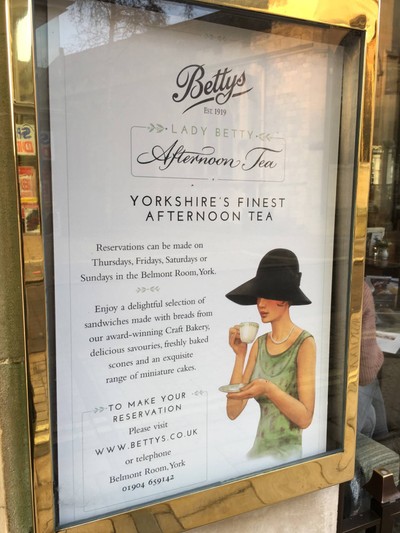 Bettys
Est. 1919
LADY BETTY
Afternoon Tea
YORKSHIRE'S FINEST
AFTERNOON TEA
Reservations can be made on
Thursdays, Fridays, Saturdays or
Sundays in the Belmont Room, York.
Enjoy a delightful selection of
sandwiches made with breads from
our award-winning Craft Bakery,
delicious savouries, freshly baked
scones and an exquisite
range of miniature cakes.
TO MAKE YOUR
RESERVATION
Please visit
WWW.BETTYS.CO.UK
or telephone
Belmont Room, York
01904 659142